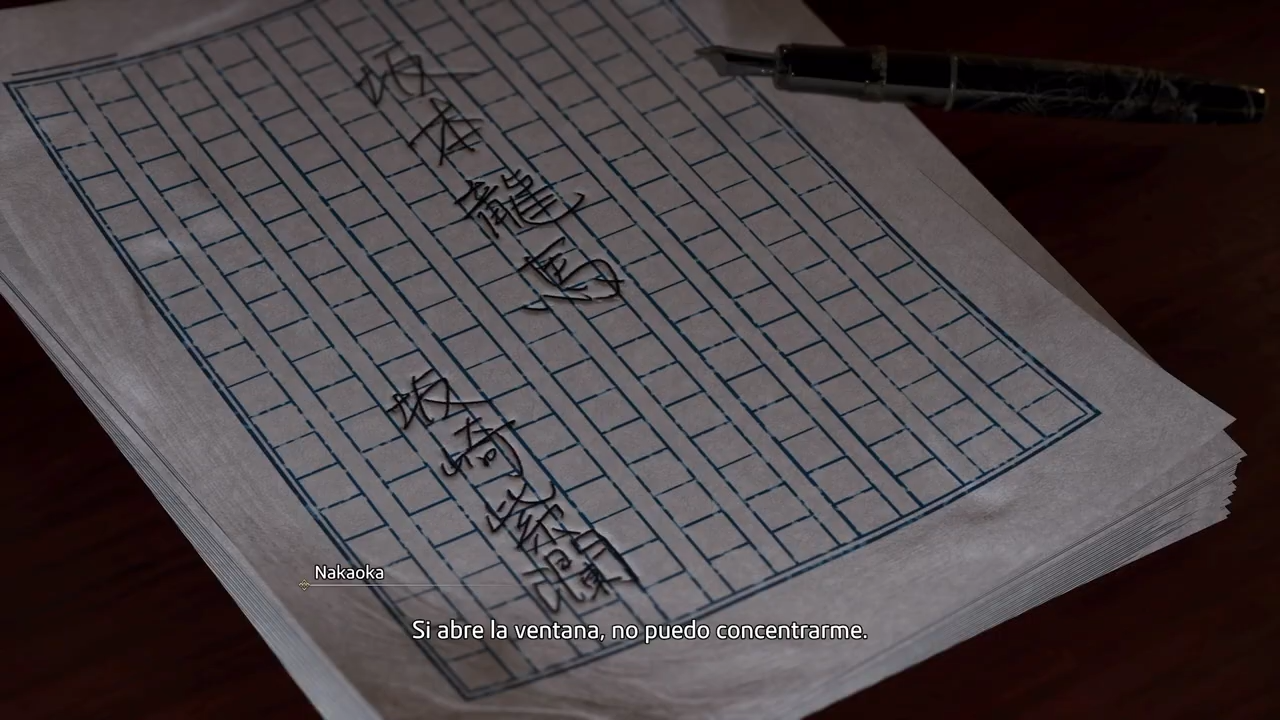 坂本龍馬
坂崎紫瀾
Nakaoka
Si abre la ventana, no puedo concentrarme.